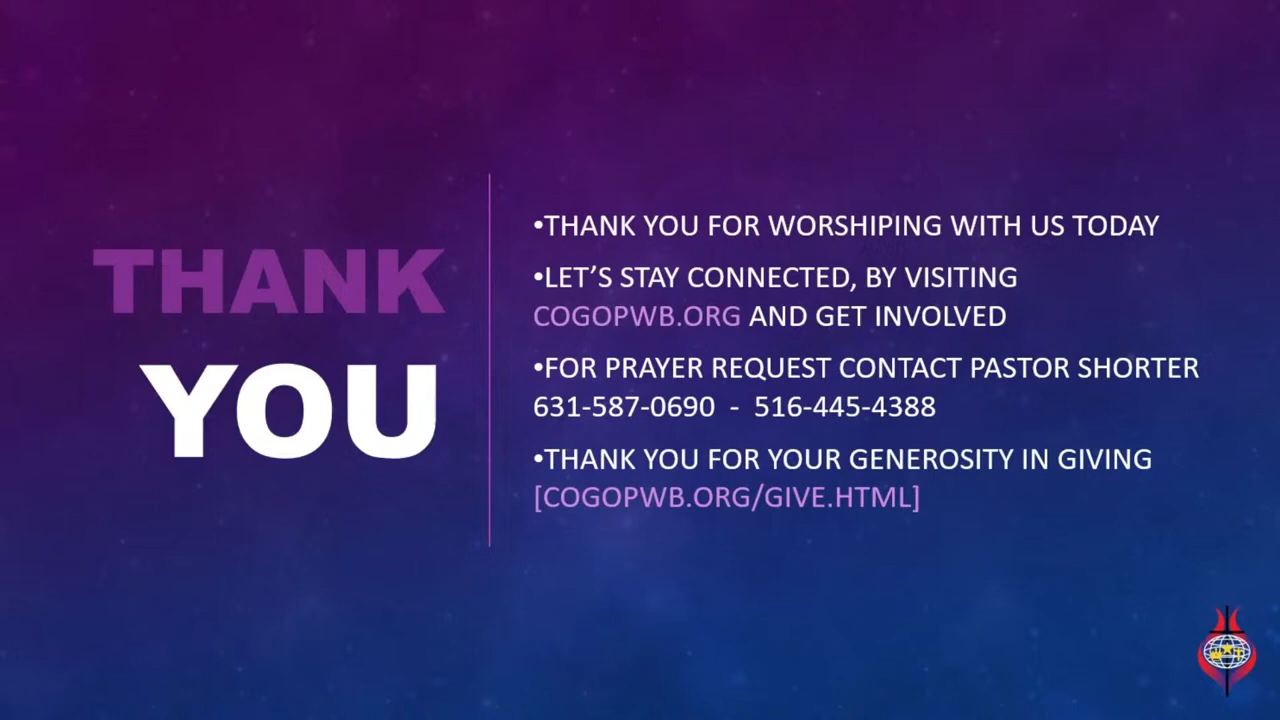 THANK
YOU
•THANK YOU FOR WORSHIPING WITH US TODAY
•LET’S STAY CONNECTED, BY VISITING
COGOPWB.ORG AND GET INVOLVED
•FOR PRAYER REQUEST CONTACT PASTOR SHORTER
631-587-0690 - 516-445-4388
•THANK YOU FOR YOUR GENEROSITY IN GIVING
[COGOPWB.ORG/GIVE.HTML]